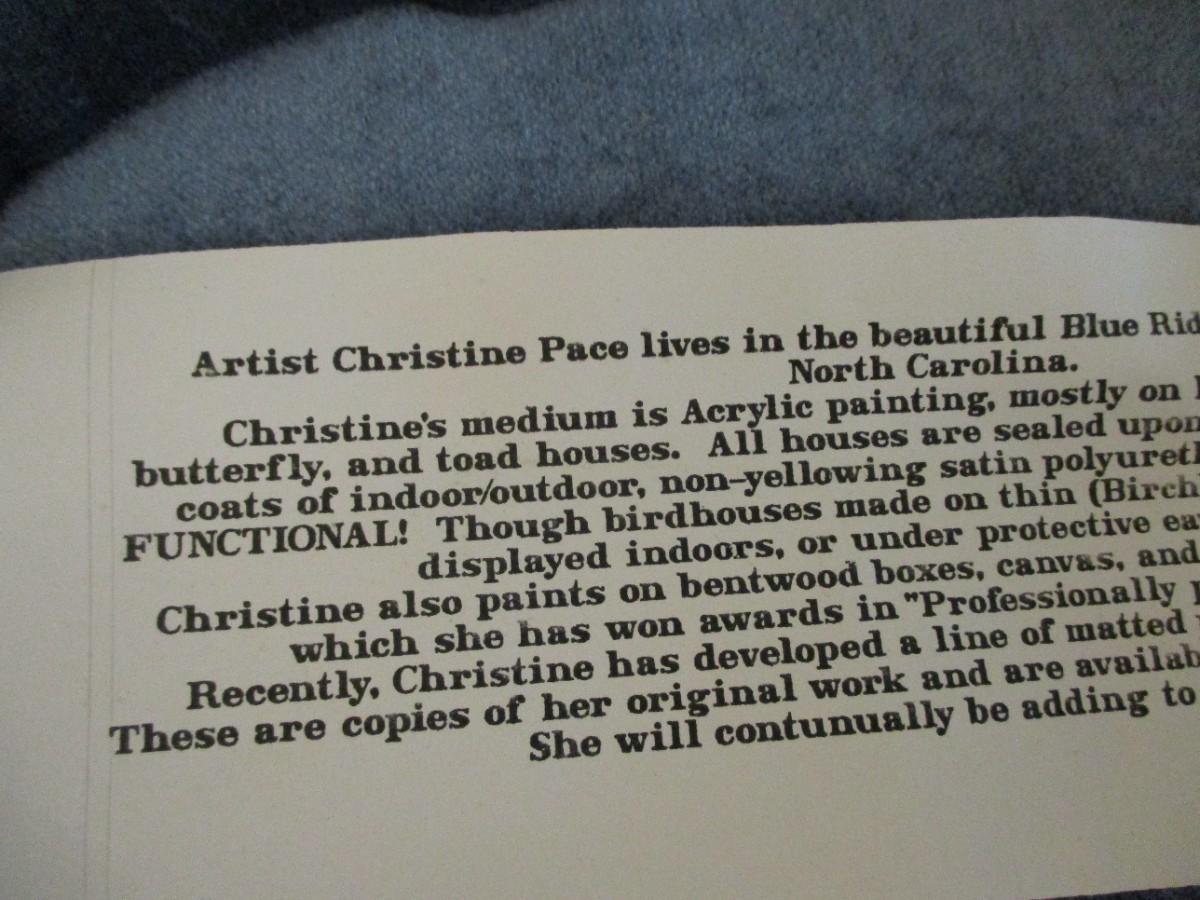 Artist Christine Pace lives in the beautiful Blue
North Carolina.
Christine's medium is Acrylic painting, mostly on
butterfly, and toad houses. All houses are sealed upon
coats of indoor/outdoor, non-yellowing satin
FUNCTIONAL! Though birdhouses made on thin (Birch
displayed indoors, or under protective
Christine also paints on bentwood boxes, canvas, and
which she has won awards in "Professionally
Recently, Christine has developed a line of matted
These are copies of her original work and are
She will contunually be adding to